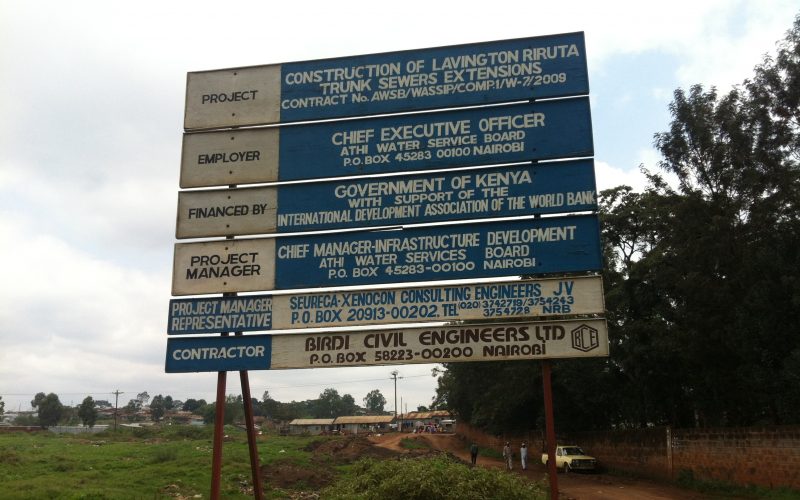 PROJECT
CONSTRUCTION OF LAVINGTON RIRUTA
TRUNK SEWERS EXTENSIONS
CONTRACT No. AWSB/WASSIP/COMP.1/W-7/2009
EMPLOYER
CHIEF EXECUTIVE OFFICER
ATHI WATER SERVICE BOARD
P.O. BOX 45283 00100 NAIROBI
FINANCED BY
GOVERNMENT OF KENYA
WITH SUPPORT OF THE
INTERNATIONAL DEVELOPMENT ASSOCIATION OF THE WORLD BANK
PROJECT
MANAGER
CHIEF MANAGER-INFRASTRUCTURE DEVELOPMENT
ATHI WATER SERVICES BOARD
P.O. BOX 45283-00100 NAIROBI
PROJECT MANAGER
REPRESENTATIVE
SEURECA-XENOCON CONSULTING ENGINEERS JV
P.O. BOX 20913-00202. TEL (020) 3742719/3754243
3754728 NRB
CONTRACTOR
BIRDI CIVIL ENGINEERS LTD
P.O. BOX 58223-00200 NAIROBI
BCE